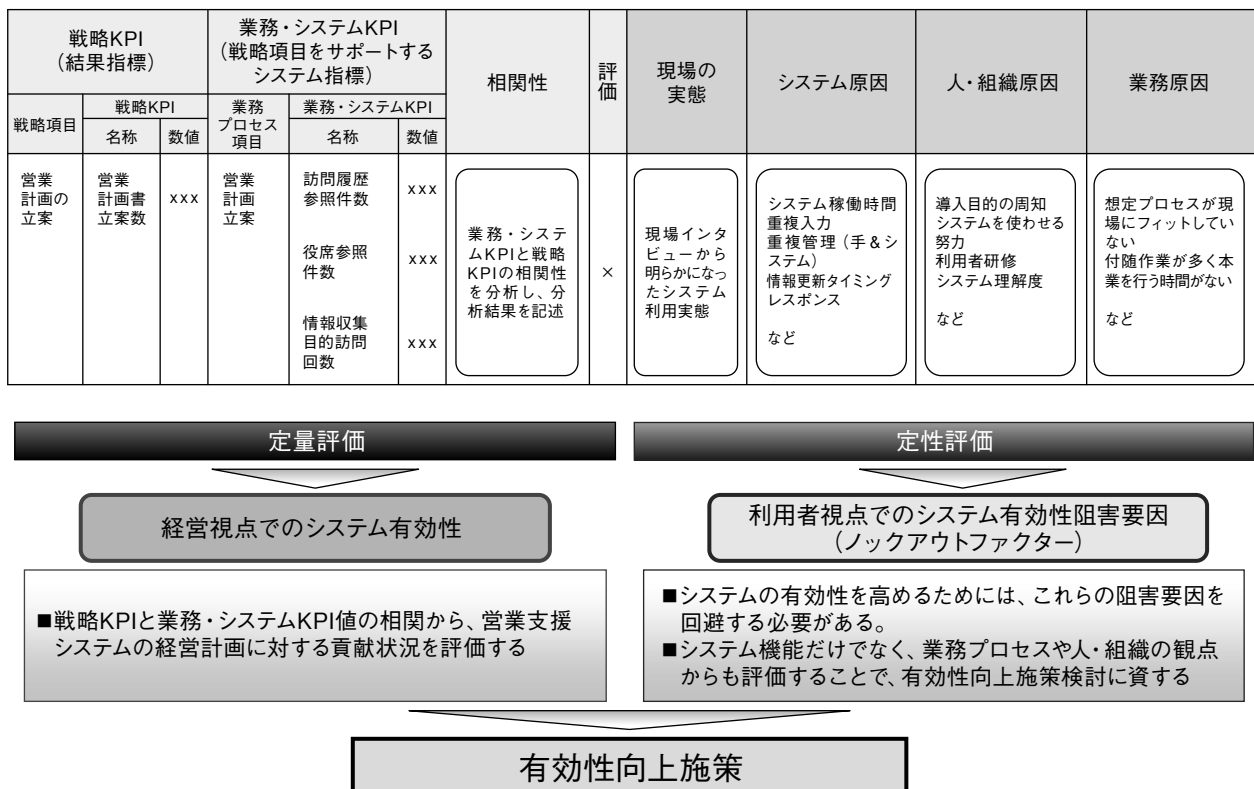 戦略KPI
（結果指標）
業務・システムKPI
（戦略項目をサポートする
システム指標）
相関性
評
価
現場の
実態
システム原因
人・組織原因
業務原因
戦略項目
戦略KPI
名称
数値
業務
プロセス
項目
業務・システムKPI
名称
数値
営業
計画の
立案
営業
計画書
立案数
xxx
営業
計画
立案
訪問履歴
参照件数
xxx
役席参照
件数
xxx
情報収集
目的訪問
回数
xxx
業務・システ
ムKPIと戦略
KPIの相関性
を分析し、分
析結果を記述
×
現場インタ
ビューから
明らかになっ
たシステム
利用実態
システム稼働時間
重複入力
重複管理（手＆シ
ステム）
情報更新タイミング
レスポンス
など
導入目的の周知
システムを使わせる
努力
利用者研修
システム理解度
など
想定プロセスが現
場にフィットしてい
ない
付随作業が多く本
業を行う時間がない
など
定量評価
経営視点でのシステム有効性
■戦略KPIと業務・システムKPI値の相関から、営業支援
システムの経営計画に対する貢献状況を評価する
定性評価
利用者視点でのシステム有効性阻害要因
（ノックアウトファクター）
■システムの有効性を高めるためには、これらの阻害要因を
回避する必要がある。
■システム機能だけでなく、業務プロセスや人・組織の観点
からも評価することで、有効性向上施策検討に資する
有効性向上施策